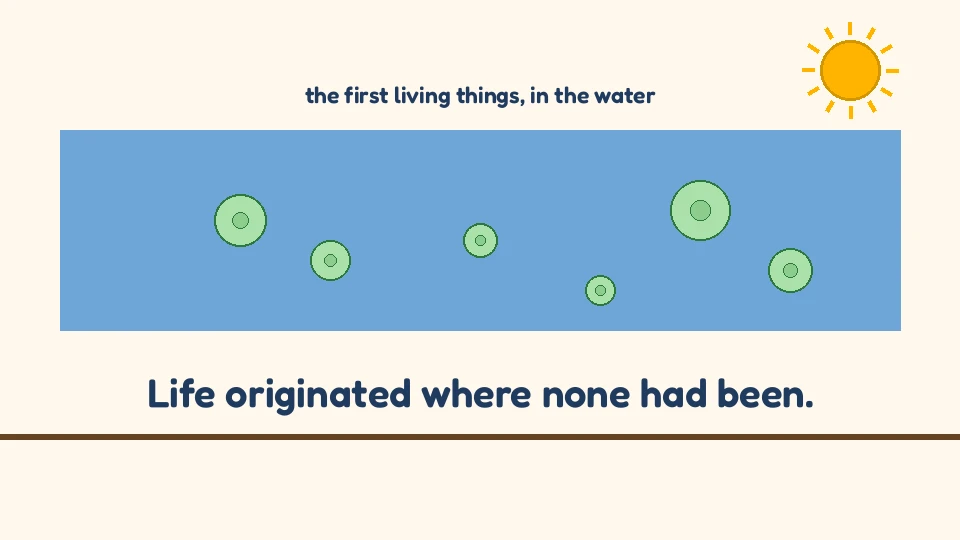 the first living things, in the water
Life originated where none had been.